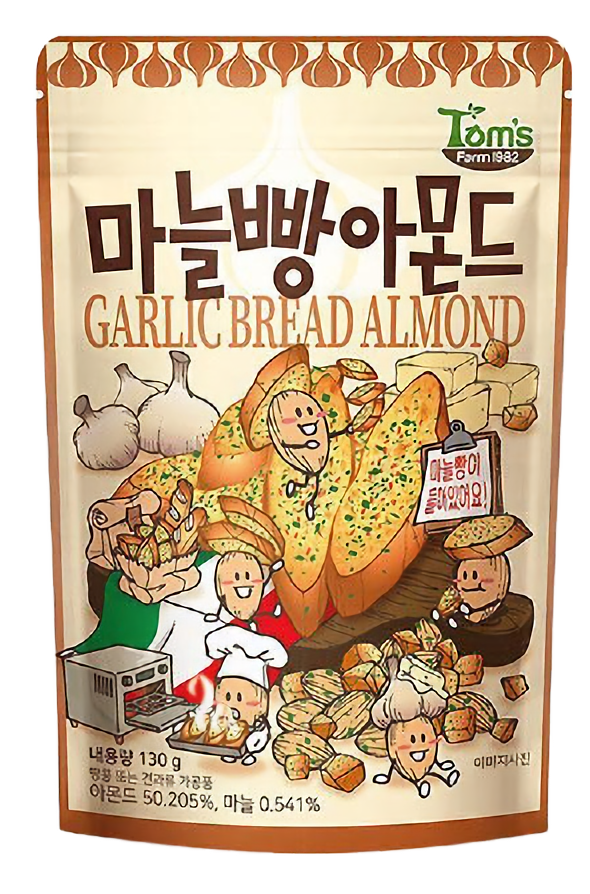 Tom's
Farm 1982
마늘빵아몬드
GARLIC BREAD ALMOND
마늘빵이
들어있어요!
내용량 130 g
땅콩 또는 견과류 가공품
아몬드 50.205%, 마늘 0.541%
이미지사진